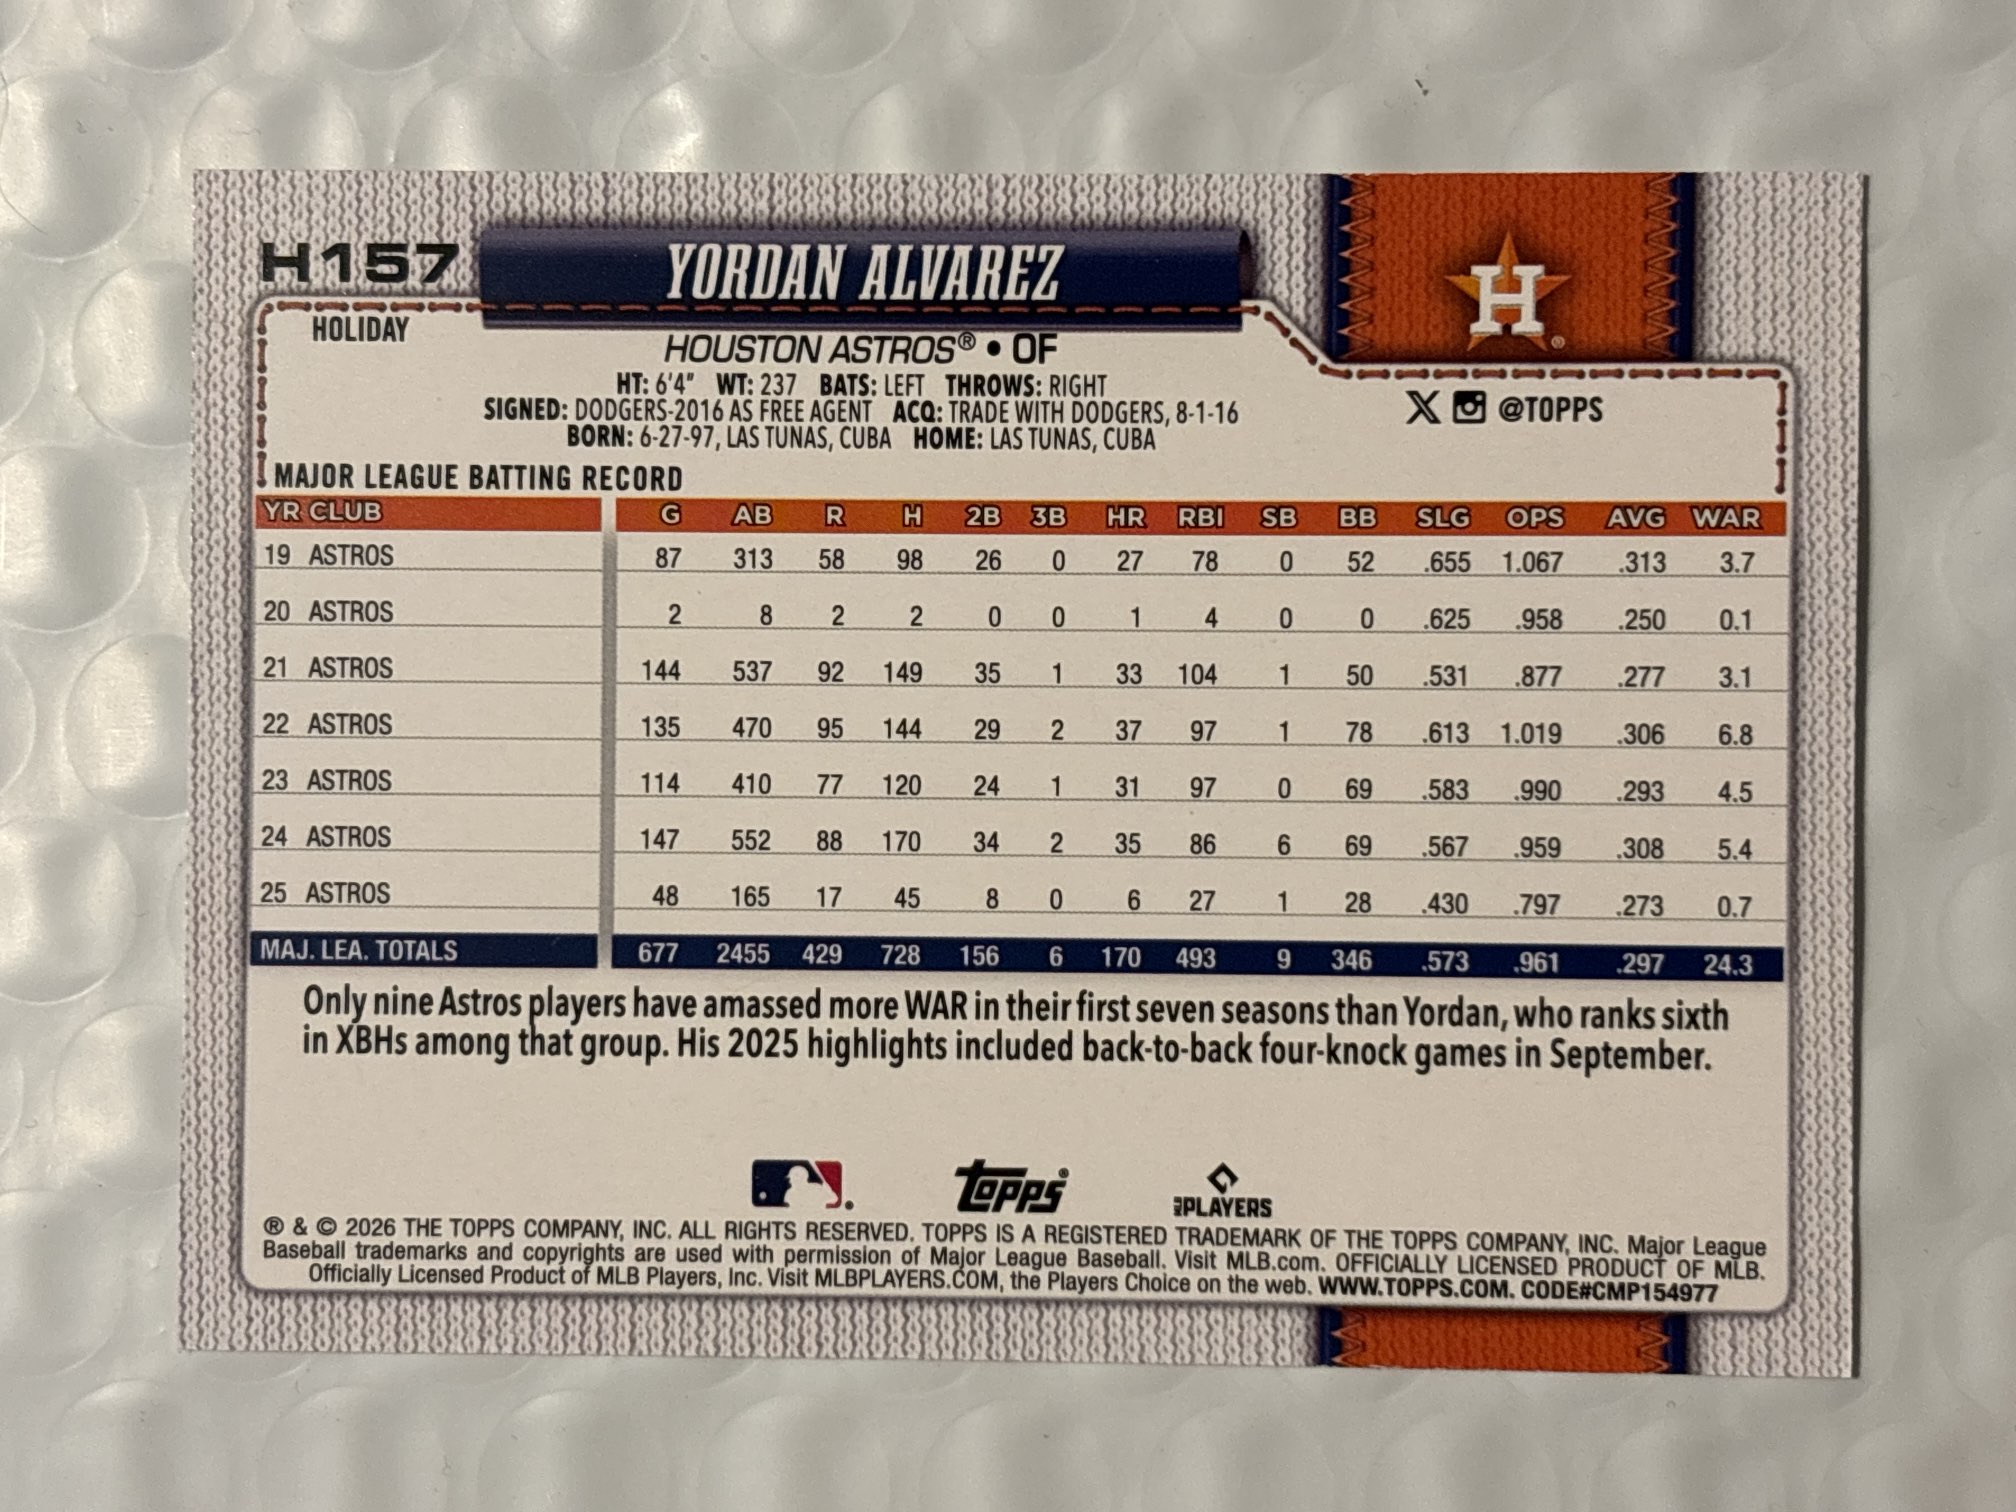 H157
YORDAN ALVAREZ
H®
HOLIDAY
HOUSTON ASTROS® • OF
HT: 6'4" WT: 237 BATS: LEFT THROWS: RIGHT
SIGNED: DODGERS-2016 AS FREE AGENT ACQ: TRADE WITH DODGERS, 8-1-16
BORN: 6-27-97, LAS TUNAS, CUBA HOME: LAS TUNAS, CUBA
@TOPPS
MAJOR LEAGUE BATTING RECORD
YR CLUB G AB R H 2B 3B HR RBI SB BB SLG OPS AVG WAR
19 ASTROS 87 313 58 98 26 0 27 78 0 52 .655 1.067 .313 3.7
20 ASTROS 2 8 2 2 0 0 1 4 0 0 .625 .958 .250 0.1
21 ASTROS 144 537 92 149 35 1 33 104 1 50 .531 .877 .277 3.1
22 ASTROS 135 470 95 144 29 2 37 97 1 78 .613 1.019 .306 6.8
23 ASTROS 114 410 77 120 24 1 31 97 0 69 .583 .990 .293 4.5
24 ASTROS 147 552 88 170 34 2 35 86 6 69 .567 .959 .308 5.4
25 ASTROS 48 165 17 45 8 0 6 27 1 28 .430 .797 .273 0.7
MAJ. LEA. TOTALS 677 2455 429 728 156 6 170 493 9 346 .573 .961 .297 24.3
Only nine Astros players have amassed more WAR in their first seven seasons than Yordan, who ranks sixth
in XBHs among that group. His 2025 highlights included back-to-back four-knock games in September.
topps®
MLBPLAYERS
® & © 2026 THE TOPPS COMPANY, INC. ALL RIGHTS RESERVED. TOPPS IS A REGISTERED TRADEMARK OF THE TOPPS COMPANY, INC. Major League
Baseball trademarks and copyrights are used with permission of Major League Baseball. Visit MLB.com. OFFICIALLY LICENSED PRODUCT OF MLB.
Officially Licensed Product of MLB Players, Inc. Visit MLBPLAYERS.COM, the Players Choice on the web. WWW.TOPPS.COM. CODE#CMP154977